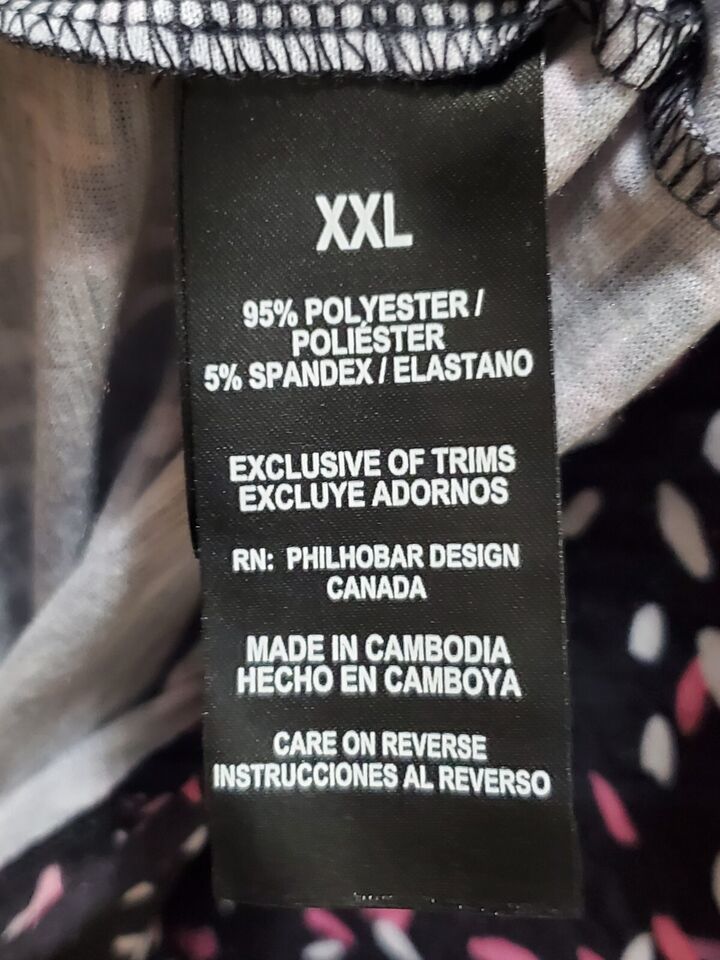 XXL
95% POLYESTER /
POLIÉSTER
5% SPANDEX / ELASTANO
EXCLUSIVE OF TRIMS
EXCLUYE ADORNOS
RN: PHILHOBAR DESIGN
CANADA
MADE IN CAMBODIA
HECHO EN CAMBOYA
CARE ON REVERSE
INSTRUCCIONES AL REVERSO